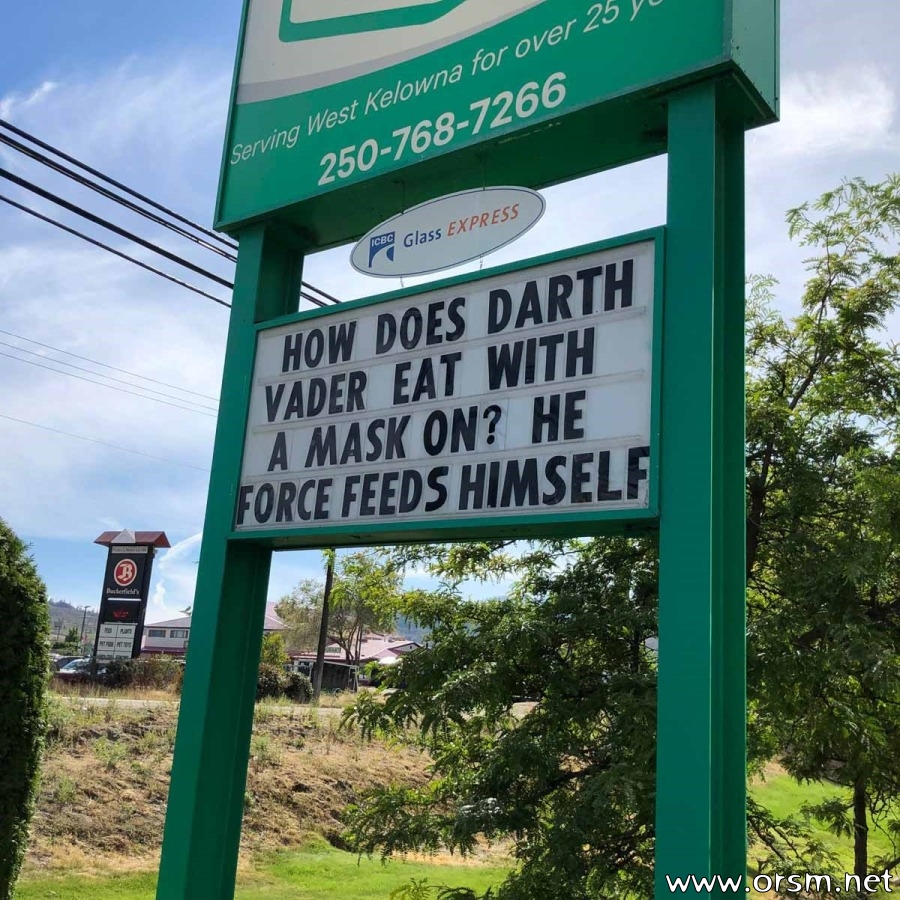 Serving West Kelowna for over 25
250-768-7266
ICBC Glass EXPRESS
HOW DOES DARTH
VADER EAT WITH
A MASK ON? HE
FORCE FEEDS HIMSELF
Buckerfield's
www.orsm.net